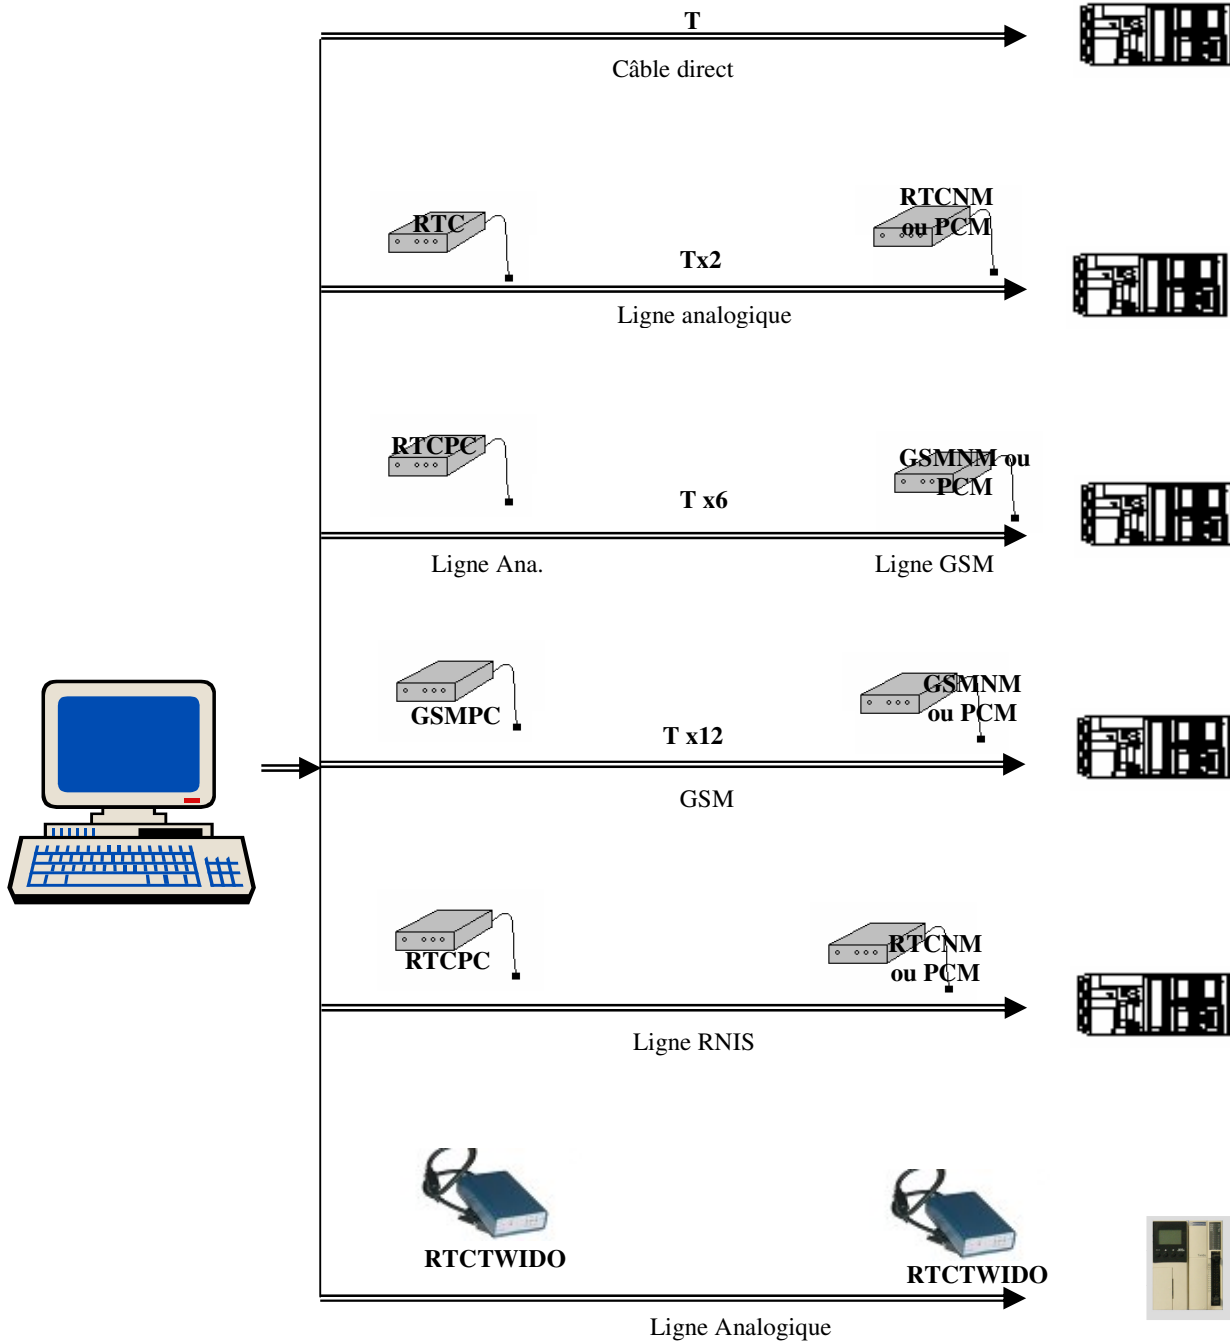 T
Câble direct
RTC
RTCNM
ou PCM
Tx2
Ligne analogique
RTCPC
GSMNM ou
PCM
T x6
Ligne Ana.
Ligne GSM
GSMPC
GSMNM
ou PCM
T x12
GSM
RTCPC
RTCNM
ou PCM
Ligne RNIS
RTCTWIDO
RTCTWIDO
Ligne Analogique